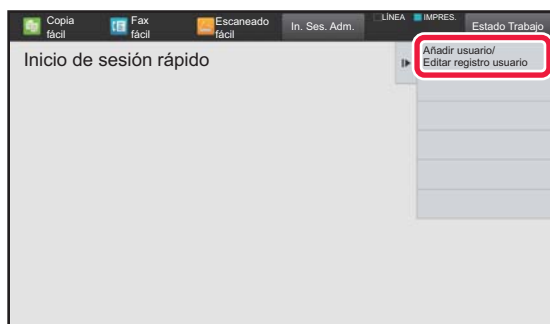 Copia
fácil
Fax
fácil
Escaneado
fácil
In. Ses. Adm.
LÍNEA
IMPRES.
Estado Trabajo
Inicio de sesión rápido
Añadir usuario/
Editar registro usuario